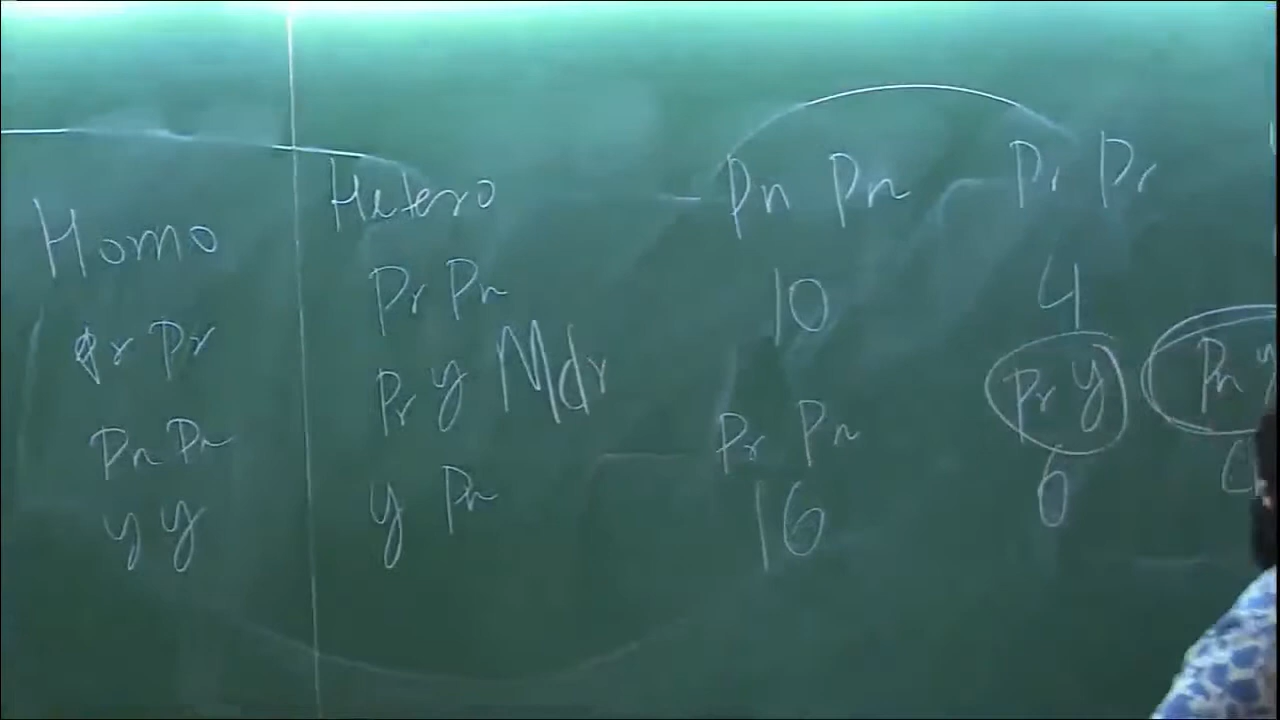 Homo
Pr Pr
Pn Pn
y y
Hetero
Pr Pn
Pr y Mdr
y Pn
Pn Pn Pr Pr
10 4
Pr Pn Pr y Pn
16 6